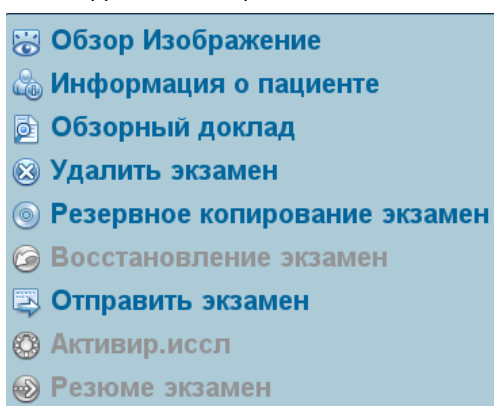 Обзор Изображение
Информация о пациенте
Обзорный доклад
Удалить экзамен
Резервное копирование экзамен
Восстановление экзамен
Отправить экзамен
Активир.иссл
Резюме экзамен